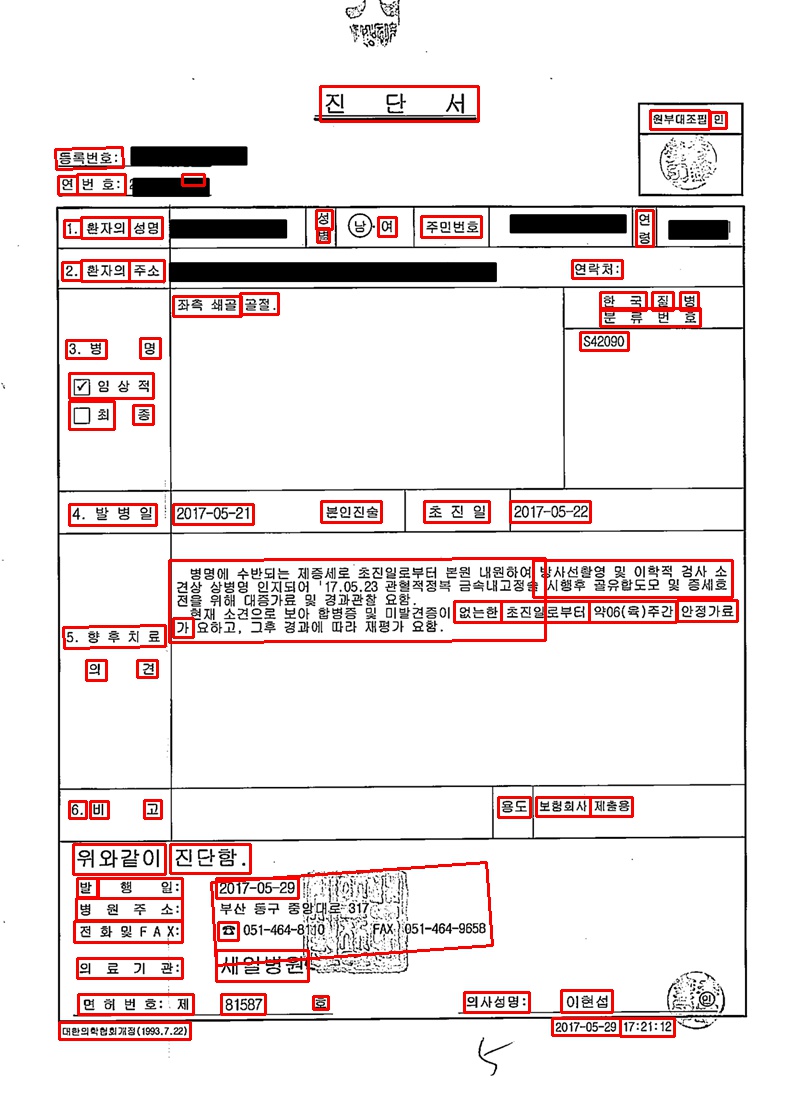 진 단 서
원부대조필 인
등록번호:
연 번 호:
1. 환자의 성명 성별 남·여 주민번호 연령
2. 환자의 주소 연락처:
좌측 쇄골 골절.
한 국 질 병
분 류 번 호
S42090
3. 병 명
☑ 임 상 적
☐ 최 종
4. 발 병 일 2017-05-21 본인진술 초 진 일 2017-05-22
병명에 수반되는 제증세로 초진일로부터 본원 내원하여 방사선촬영 및 이학적 검사 소
견상 상병명 인지되어 '17.05.23 관혈적정복 금속내고정술 시행후 골유합도모 및 증세호
전을 위해 대증가료 및 경과관찰 요함.
현재 소견으로 보아 합병증 및 미발견증이 없는한 초진일로부터 약06(육)주간 안정가료
가 요하고, 그후 경과에 따라 재평가 요함.
5. 향 후 치 료
의 견
6. 비 고 용도 보험회사 제출용
위와같이 진단함.
발 행 일: 2017-05-29
병 원 주 소: 부산 동구 중앙대로 317
전 화 및 F A X: ☎ 051-464-8110 FAX 051-464-9658
의 료 기 관: 세일병원
면 허 번 호: 제 81587 호 의사성명: 이현섭 인
대한의학협회개정(1993.7.22) 2017-05-29 17:21:12